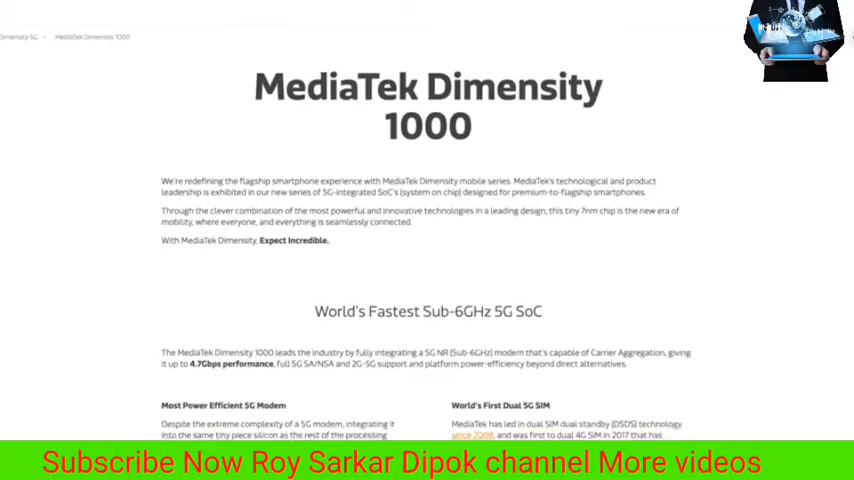 Dimensity 5G › MediaTek Dimensity 1000
MediaTek Dimensity
1000
We're redefining the flagship smartphone experience with MediaTek Dimensity mobile series. MediaTek's technological and product
leadership is exhibited in our new series of 5G-integrated SoC's (system on chip) designed for premium-to-flagship smartphones.
Through the clever combination of the most powerful and innovative technologies in a leading design, this tiny 7nm chip is the new era of
mobility, where everyone, and everything is seamlessly connected.
With MediaTek Dimensity, Expect Incredible.
World's Fastest Sub-6GHz 5G SoC
The MediaTek Dimensity 1000 leads the industry by fully integrating a 5G NR (Sub-6GHz) modem that's capable of Carrier Aggregation, giving
it up to 4.7Gbps performance, full 5G SA/NSA and 2G-5G support and platform power-efficiency beyond direct alternatives.
Most Power Efficient 5G Modem
Despite the extreme complexity of a 5G modem, integrating it
into the same tiny piece silicon as the rest of the processing
World's First Dual 5G SIM
MediaTek has led in dual SIM dual standby (DSDS) technology
since 2008, and was first to dual 4G SIM in 2017 that has
Subscribe Now Roy Sarkar Dipok channel More videos